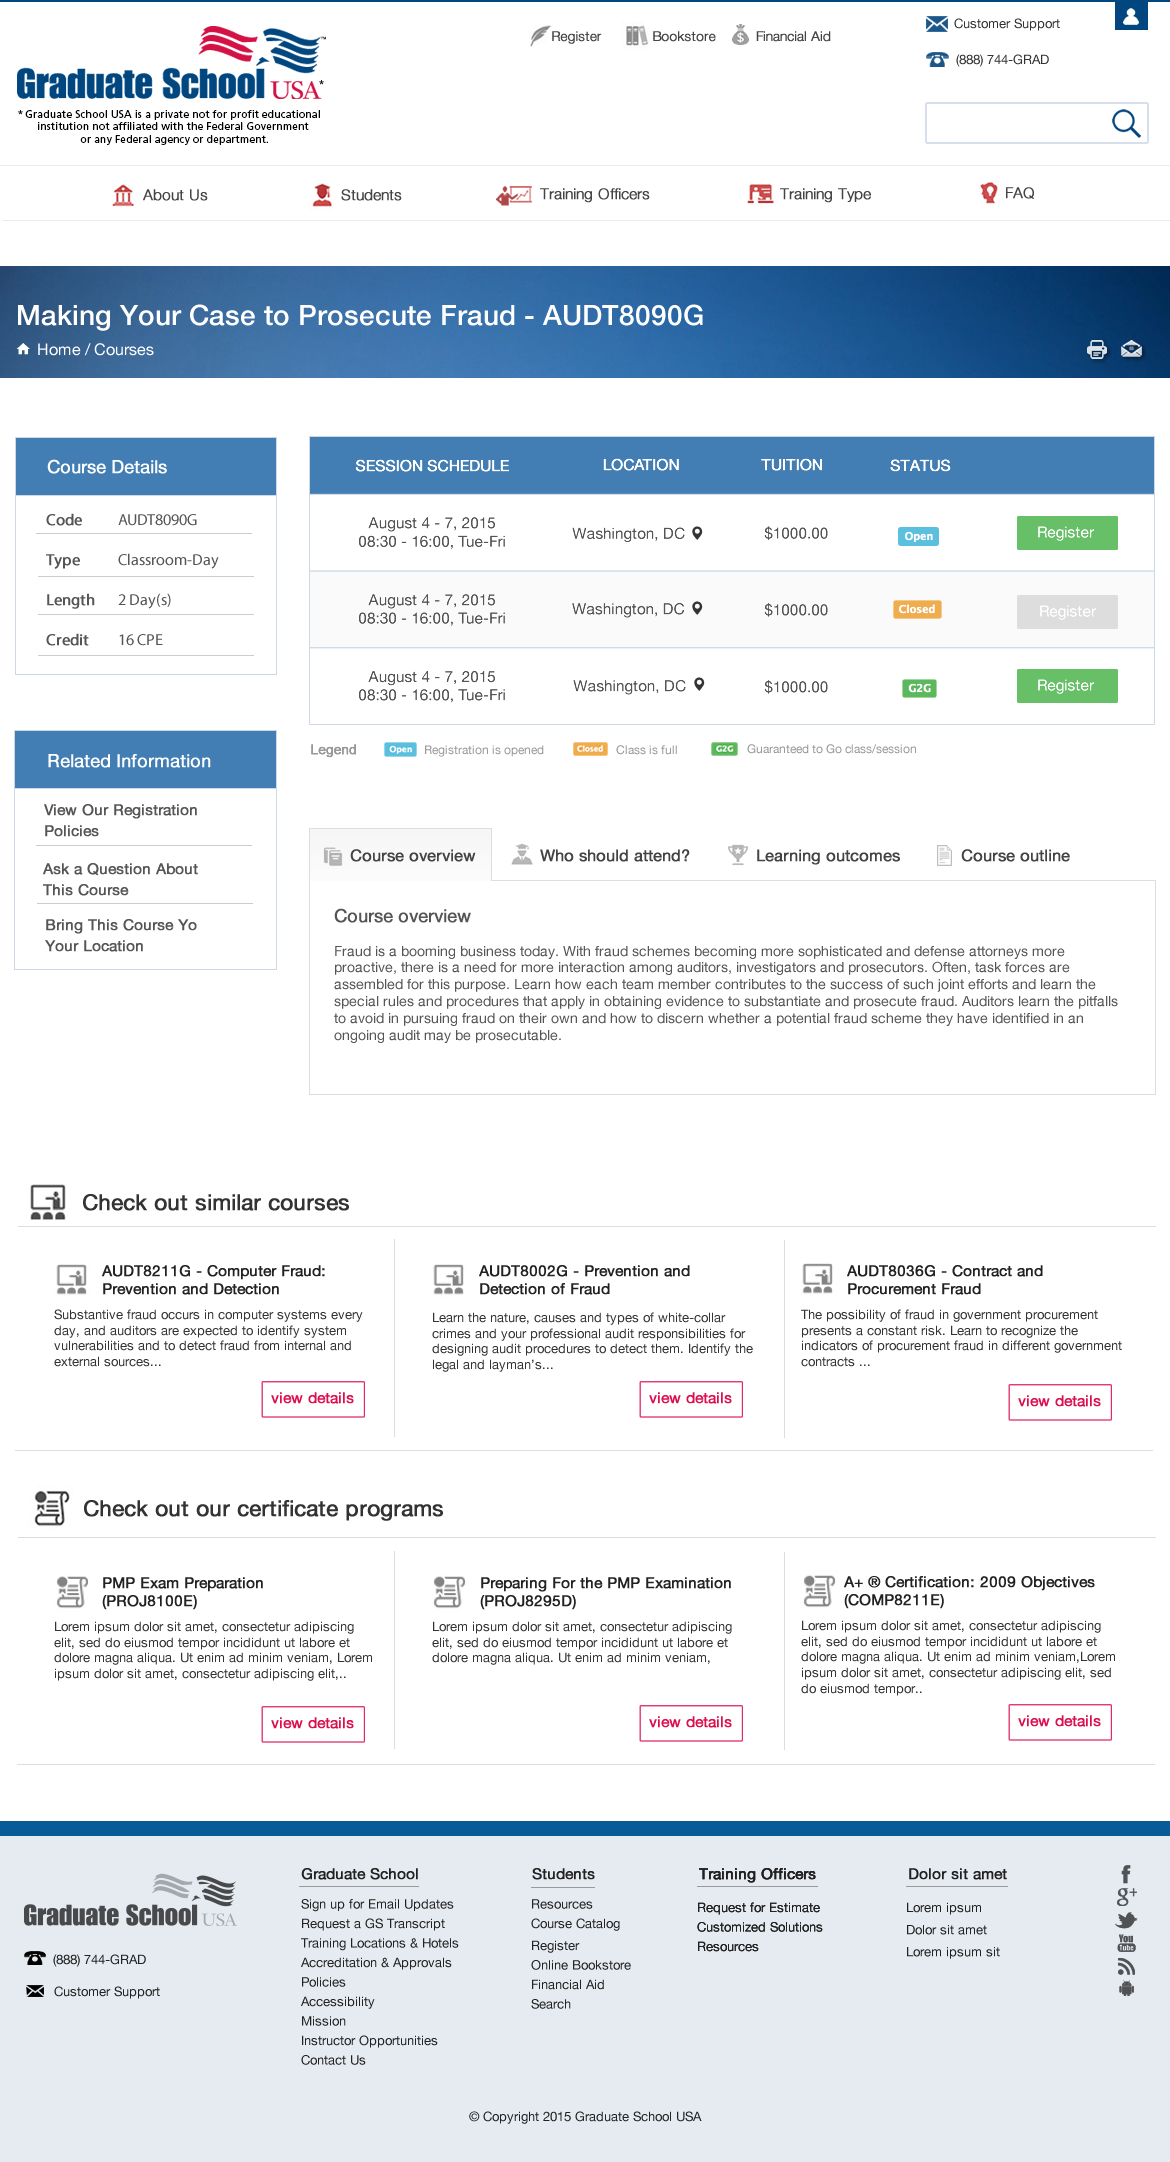 Register
Bookstore
Financial Aid
Customer Support
(888) 744-GRAD
Graduate School USA™*
* Graduate School USA is a private not for profit educational
institution not affiliated with the Federal Government
or any Federal agency or department.
About Us
Students
Training Officers
Training Type
FAQ
Making Your Case to Prosecute Fraud - AUDT8090G
Home / Courses
Course Details
Code AUDT8090G
Type Classroom-Day
Length 2 Day(s)
Credit 16 CPE
Related Information
View Our Registration
Policies
Ask a Question About
This Course
Bring This Course Yo
Your Location
SESSION SCHEDULE LOCATION TUITION STATUS
August 4 - 7, 2015
08:30 - 16:00, Tue-Fri
Washington, DC
$1000.00
Open
Register
August 4 - 7, 2015
08:30 - 16:00, Tue-Fri
Washington, DC
$1000.00
Closed
Register
August 4 - 7, 2015
08:30 - 16:00, Tue-Fri
Washington, DC
$1000.00
G2G
Register
Legend Open Registration is opened Closed Class is full G2G Guaranteed to Go class/session
Course overview
Who should attend?
Learning outcomes
Course outline
Course overview
Fraud is a booming business today. With fraud schemes becoming more sophisticated and defense attorneys more
proactive, there is a need for more interaction among auditors, investigators and prosecutors. Often, task forces are
assembled for this purpose. Learn how each team member contributes to the success of such joint efforts and learn the
special rules and procedures that apply in obtaining evidence to substantiate and prosecute fraud. Auditors learn the pitfalls
to avoid in pursuing fraud on their own and how to discern whether a potential fraud scheme they have identified in an
ongoing audit may be prosecutable.
Check out similar courses
AUDT8211G - Computer Fraud:
Prevention and Detection
Substantive fraud occurs in computer systems every
day, and auditors are expected to identify system
vulnerabilities and to detect fraud from internal and
external sources...
view details
AUDT8002G - Prevention and
Detection of Fraud
Learn the nature, causes and types of white-collar
crimes and your professional audit responsibilities for
designing audit procedures to detect them. Identify the
legal and layman's...
view details
AUDT8036G - Contract and
Procurement Fraud
The possibility of fraud in government procurement
presents a constant risk. Learn to recognize the
indicators of procurement fraud in different government
contracts ...
view details
Check out our certificate programs
PMP Exam Preparation
(PROJ8100E)
Lorem ipsum dolor sit amet, consectetur adipiscing
elit, sed do eiusmod tempor incididunt ut labore et
dolore magna aliqua. Ut enim ad minim veniam, Lorem
ipsum dolor sit amet, consectetur adipiscing elit,..
view details
Preparing For the PMP Examination
(PROJ8295D)
Lorem ipsum dolor sit amet, consectetur adipiscing
elit, sed do eiusmod tempor incididunt ut labore et
dolore magna aliqua. Ut enim ad minim veniam,
view details
A+ ® Certification: 2009 Objectives
(COMP8211E)
Lorem ipsum dolor sit amet, consectetur adipiscing
elit, sed do eiusmod tempor incididunt ut labore et
dolore magna aliqua. Ut enim ad minim veniam,Lorem
ipsum dolor sit amet, consectetur adipiscing elit, sed
do eiusmod tempor..
view details
Graduate School USA
(888) 744-GRAD
Customer Support
Graduate School
Sign up for Email Updates
Request a GS Transcript
Training Locations & Hotels
Accreditation & Approvals
Policies
Accessibility
Mission
Instructor Opportunities
Contact Us
Students
Resources
Course Catalog
Register
Online Bookstore
Financial Aid
Search
Training Officers
Request for Estimate
Customized Solutions
Resources
Dolor sit amet
Lorem ipsum
Dolor sit amet
Lorem ipsum sit
f
g+
You
Tube
© Copyright 2015 Graduate School USA